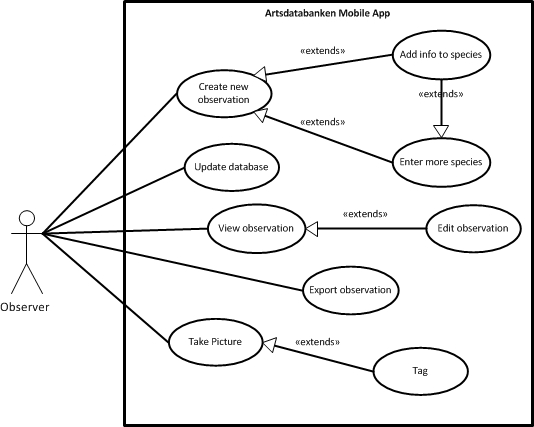 Artsdatabanken Mobile App
«extends»
Add info to species
Create new
observation
«extends»
«extends»
Enter more species
Update database
«extends»
View observation
Edit observation
Export observation
Observer
Take Picture
«extends»
Tag